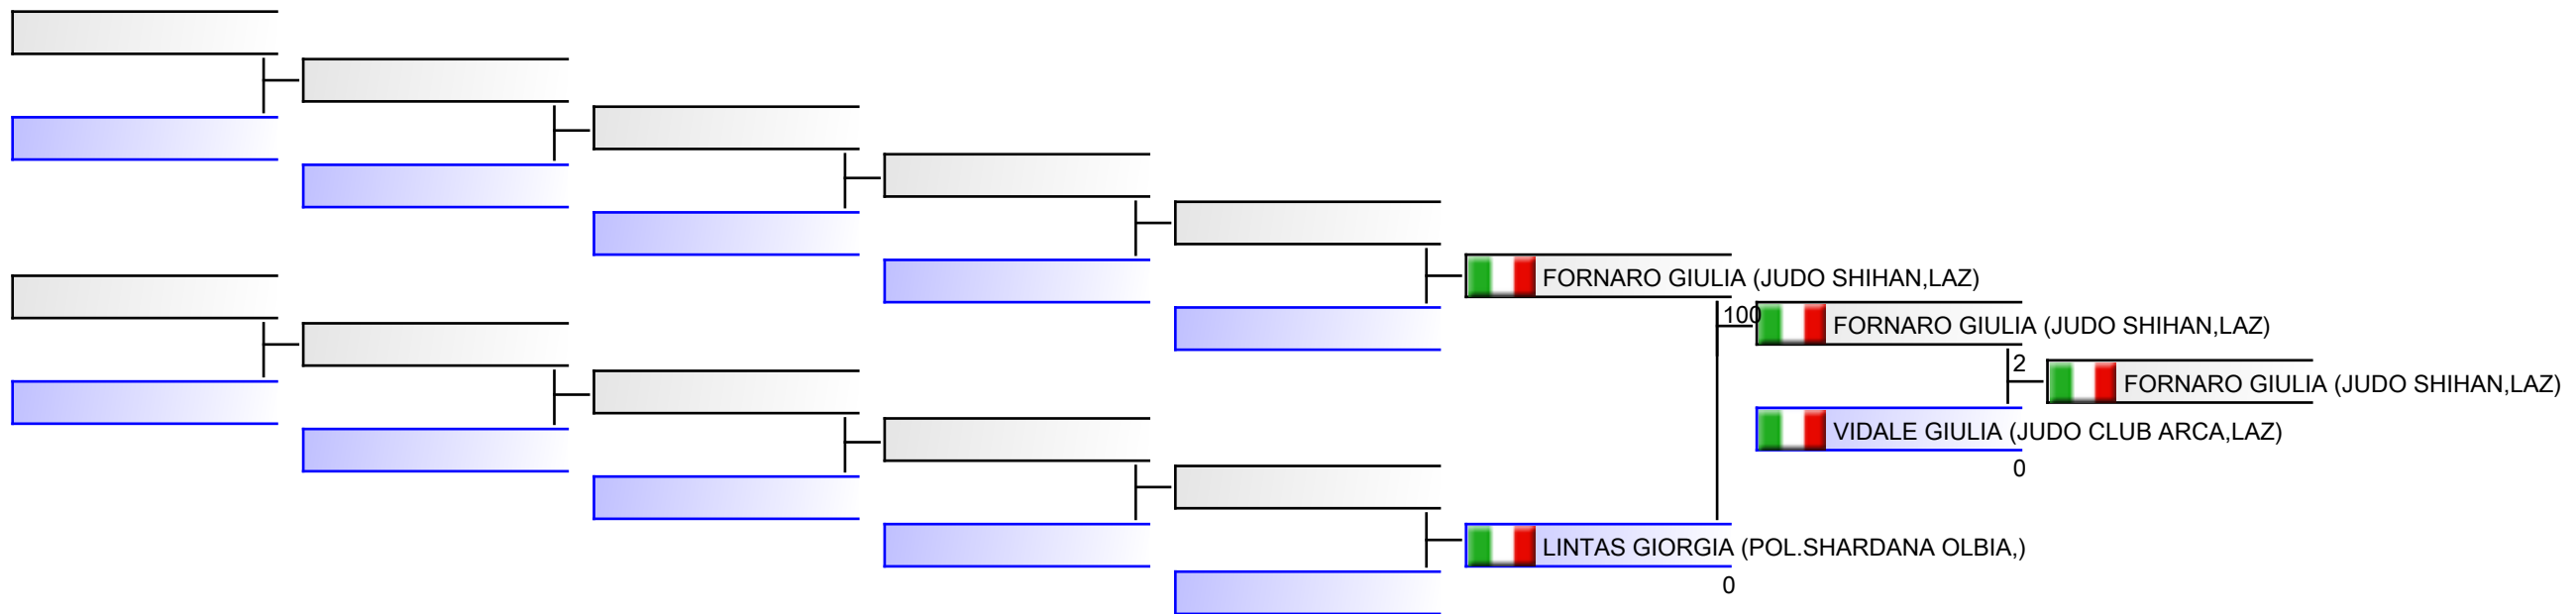 FORNARO GIULIA (JUDO SHIHAN,LAZ)
100
FORNARO GIULIA (JUDO SHIHAN,LAZ)
2
FORNARO GIULIA (JUDO SHIHAN,LAZ)
VIDALE GIULIA (JUDO CLUB ARCA,LAZ)
0
LINTAS GIORGIA (POL.SHARDANA OLBIA,)
0